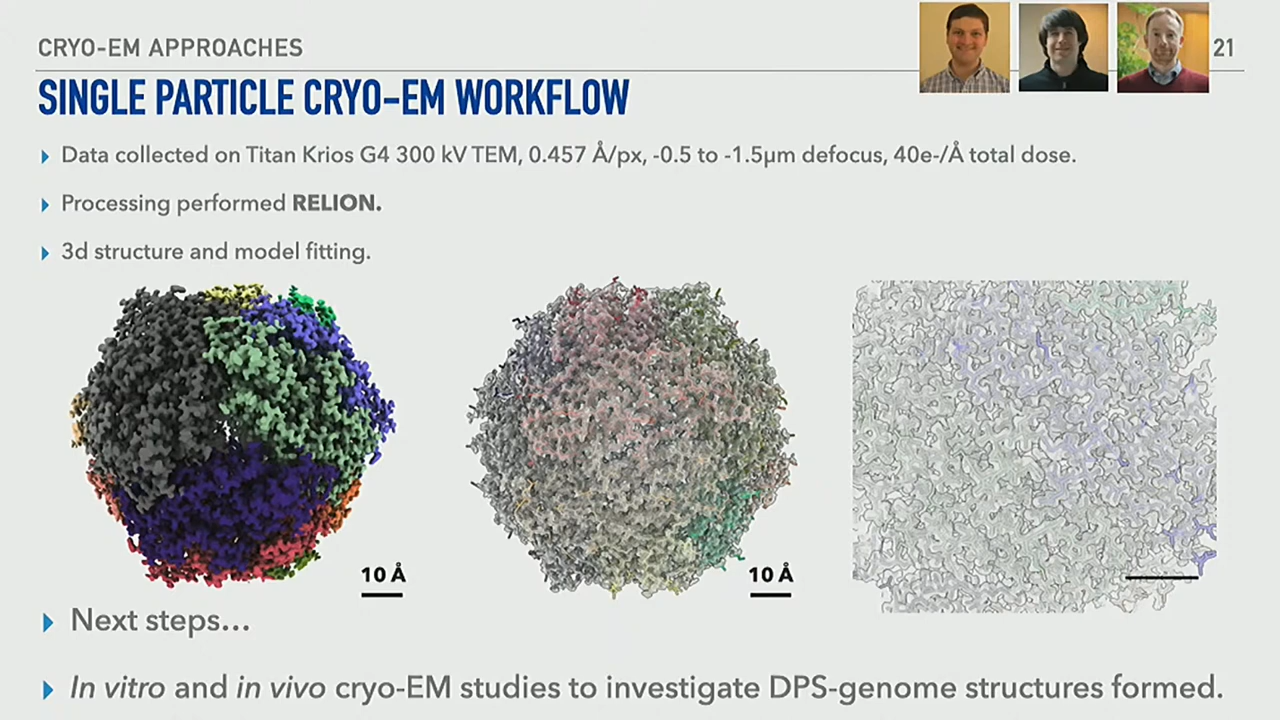 CRYO-EM APPROACHES
21
SINGLE PARTICLE CRYO-EM WORKFLOW
Data collected on Titan Krios G4 300 kV TEM, 0.457 Å/px, -0.5 to -1.5µm defocus, 40e-/Å total dose.
Processing performed RELION.
3d structure and model fitting.
10 Å
10 Å
Next steps...
In vitro and in vivo cryo-EM studies to investigate DPS-genome structures formed.